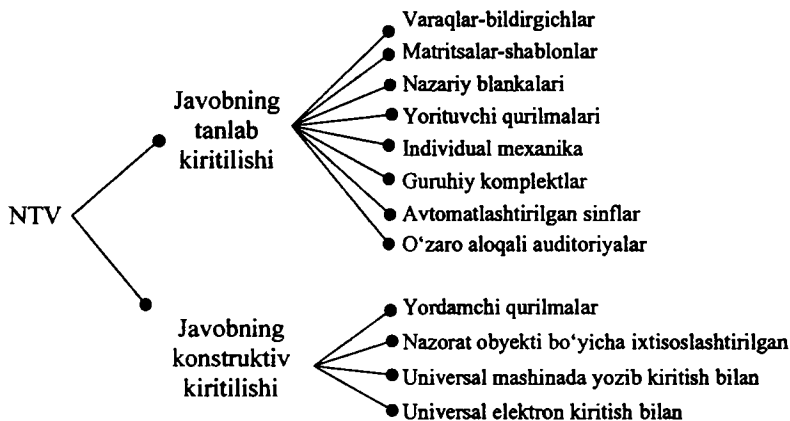 NTV
Javobning
tanlab
kiritilishi
Varaqlar-bildirgichlar
Matritsalar-shablonlar
Nazariy blankalari
Yorituvchi qurilmalari
Individual mexanika
Guruhiy komplektlar
Avtomatlashtirilgan sinflar
O‘zaro aloqali auditoriyalar
Javobning
konstruktiv
kiritilishi
Yordamchi qurilmalar
Nazorat obyekti bo‘yicha ixtisoslashtirilgan
Universal mashinada yozib kiritish bilan
Universal elektron kiritish bilan